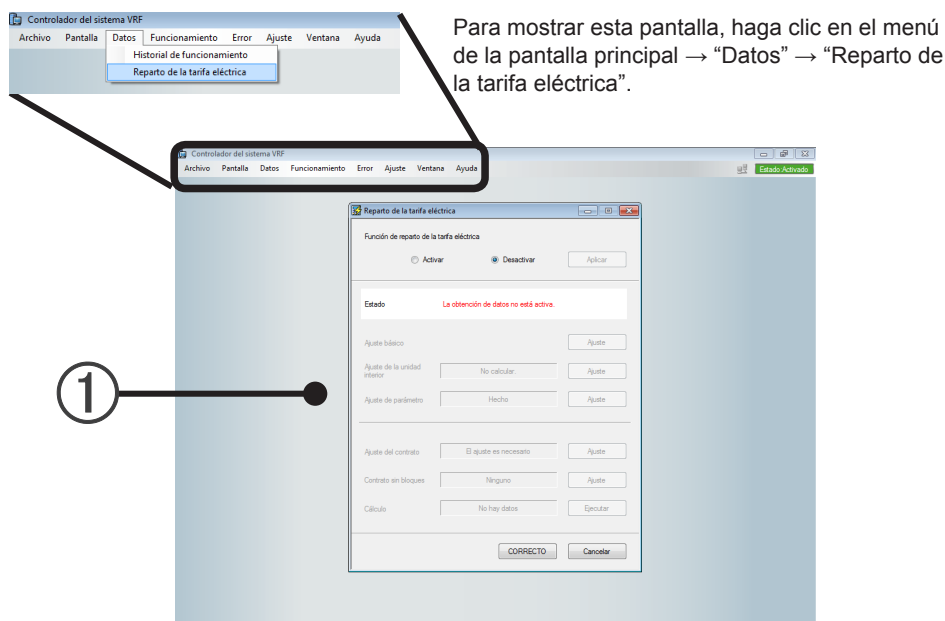 Controlador del sistema VRF
Archivo Pantalla Datos Funcionamiento Error Ajuste Ventana Ayuda
Historial de funcionamiento
Reparto de la tarifa eléctrica
Para mostrar esta pantalla, haga clic en el menú
de la pantalla principal → “Datos” → “Reparto de
la tarifa eléctrica”.
Controlador del sistema VRF
Archivo Pantalla Datos Funcionamiento Error Ajuste Ventana Ayuda
Estado Activado
Reparto de la tarifa eléctrica
Función de reparto de la tarifa eléctrica
Activar Desactivar Aplicar
Estado La obtención de datos no está activa.
Ajuste básico Ajuste
Ajuste de la unidad
interior No calcular. Ajuste
Ajuste de parámetro Hecho Ajuste
Ajuste del contrato El ajuste es necesario Ajuste
Contrato sin bloques Ninguno Ajuste
Cálculo No hay datos Ejecutar
CORRECTO Cancelar
①